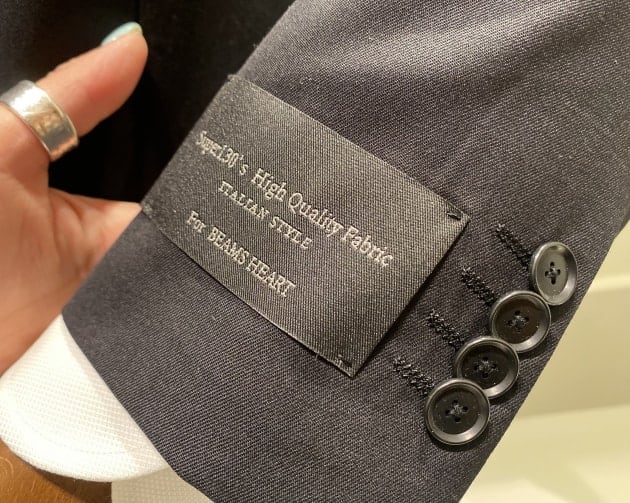 Super130's High Quality Fabric
ITALIAN STYLE
For BEAMS HEART